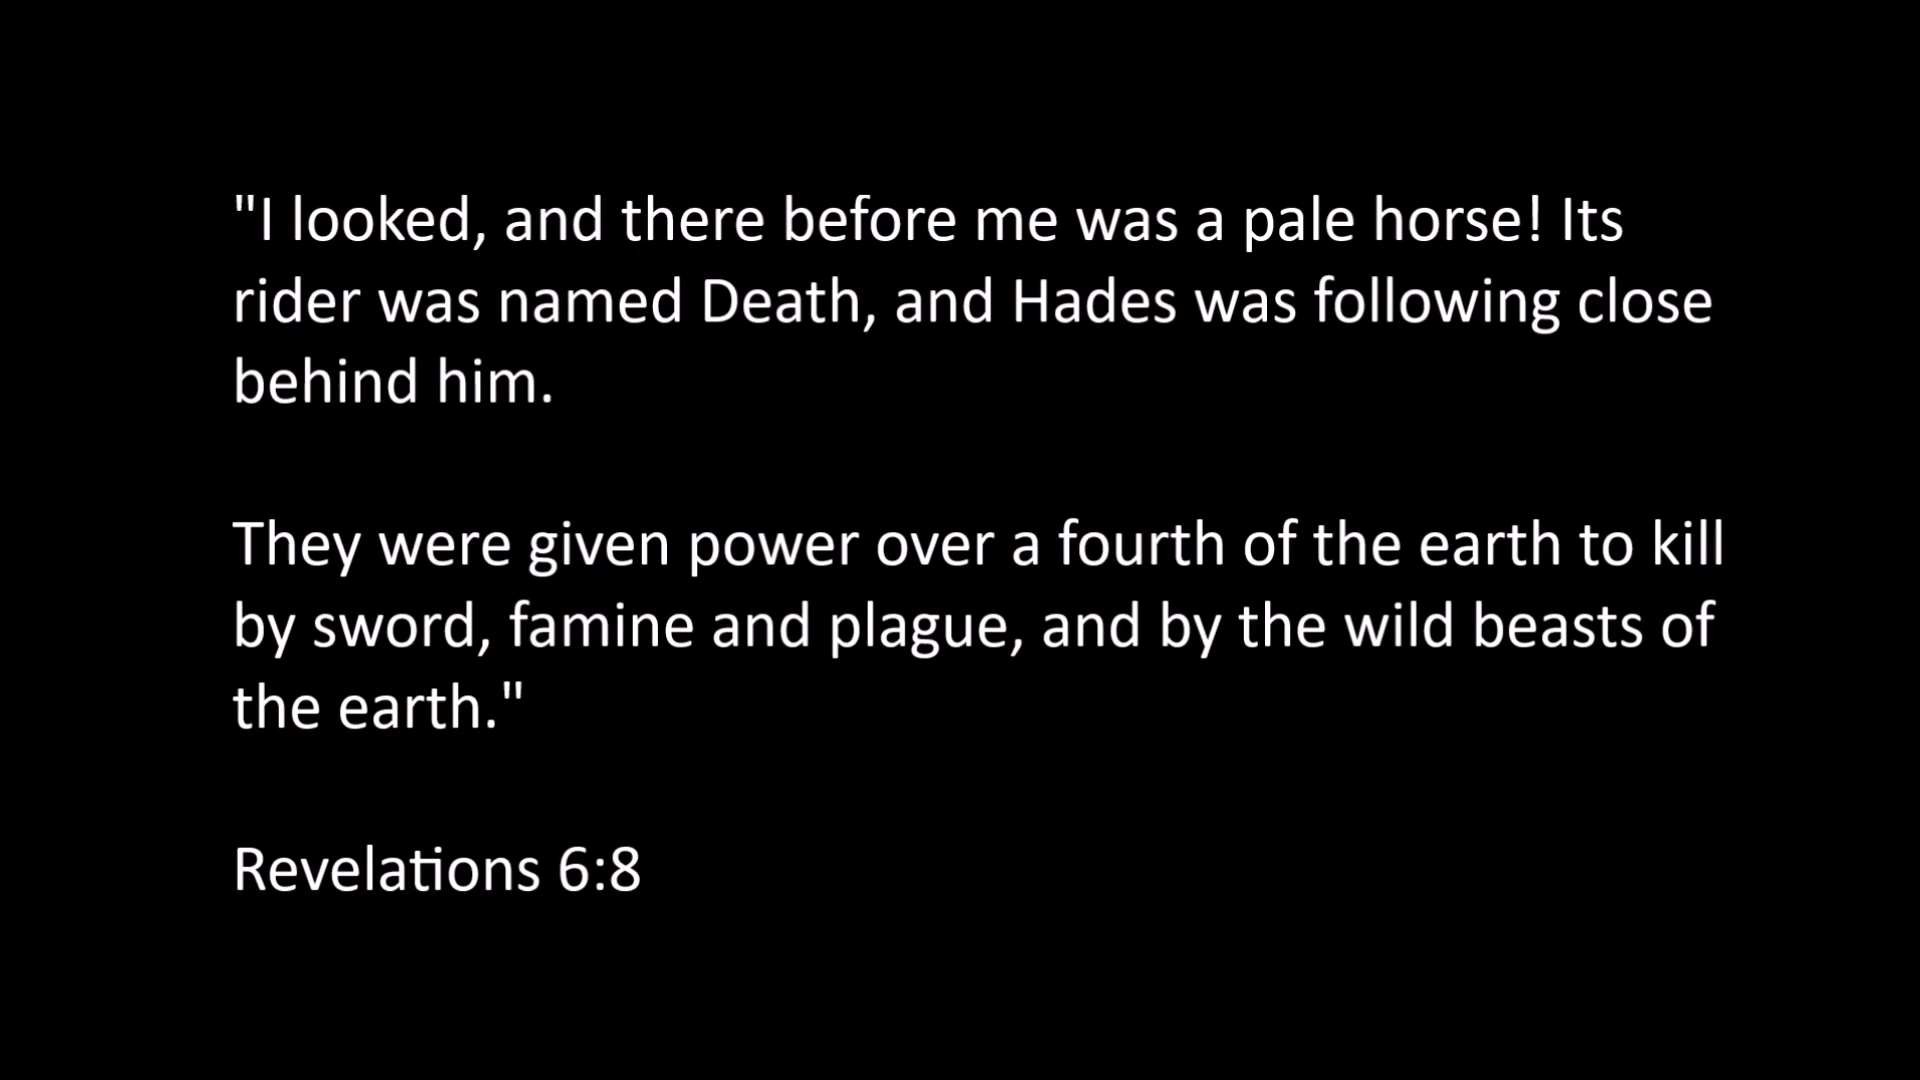 "I looked, and there before me was a pale horse! Its
rider was named Death, and Hades was following close
behind him.
They were given power over a fourth of the earth to kill
by sword, famine and plague, and by the wild beasts of
the earth."
Revelations 6:8